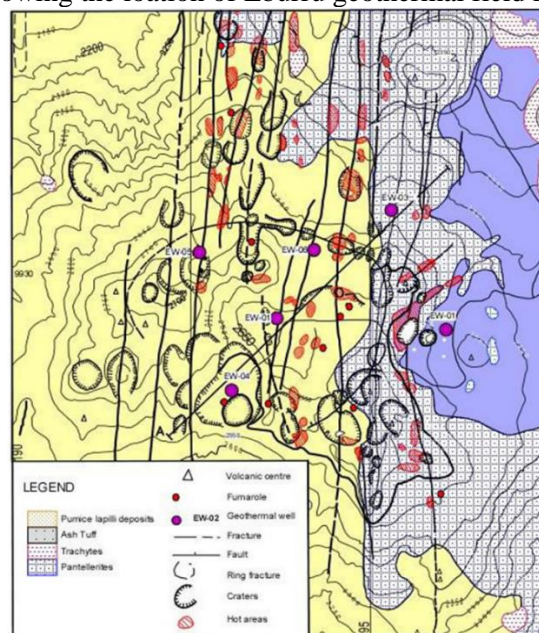 the location of Eburru geothermal field
2200
EW-03
EW-05
EW-06
9930
2100
EW-01
EW-01
EW-04
A
190
LEGEND
Pumice lapilli deposits
Ash Tuff
Trachytes
Pantellerites
Volcanic centre
Fumarole
EW-02 Geothermal well
Fracture
Fault
Ring fracture
Craters
Hot areas